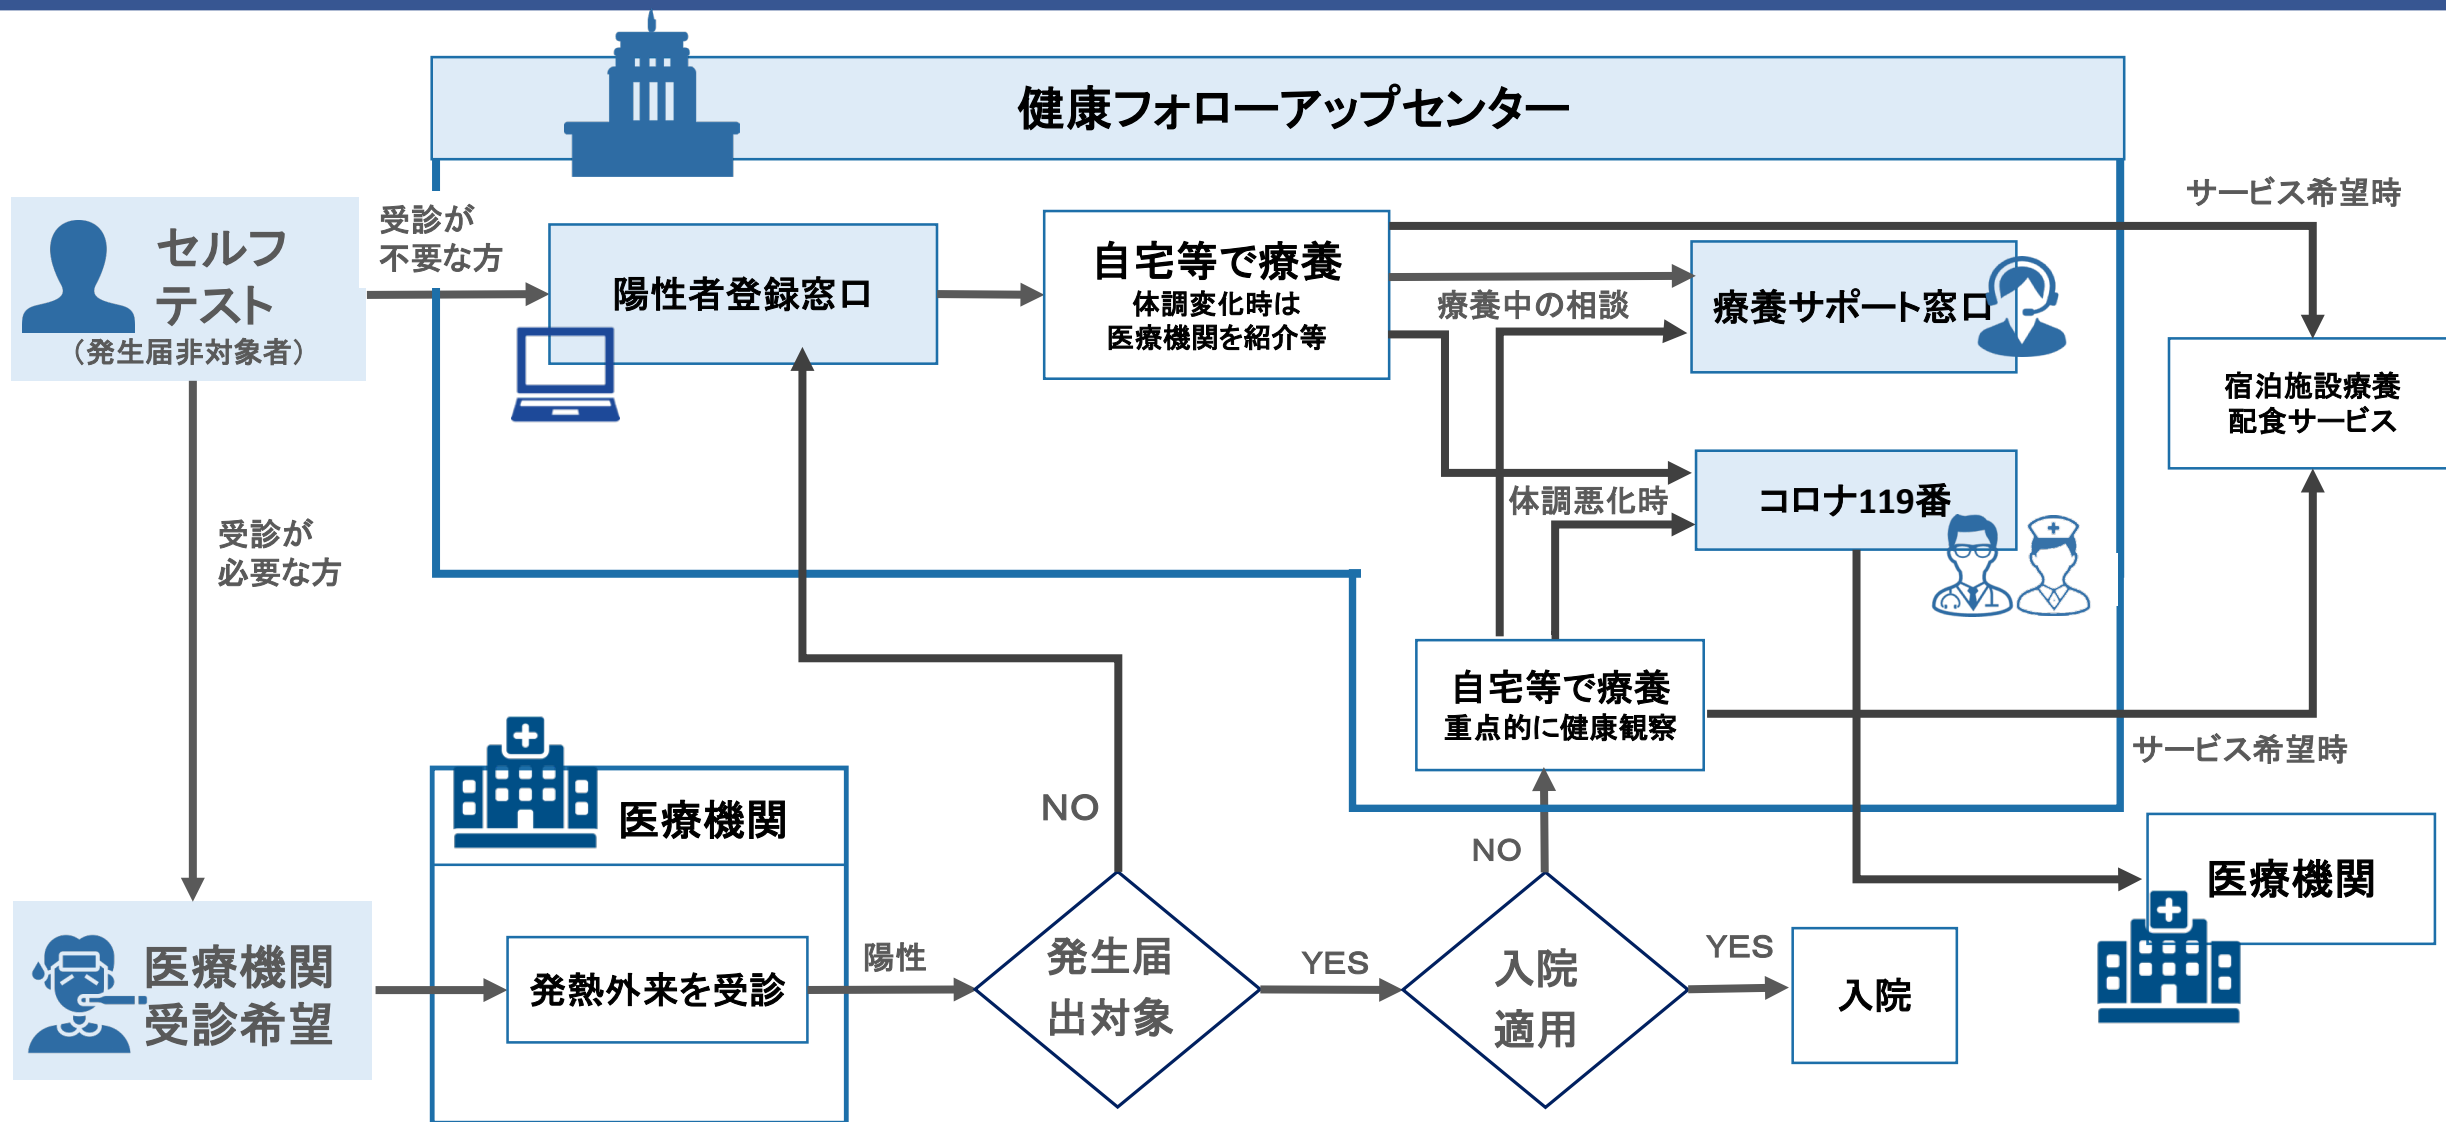 健康フォローアップセンター
セルフ
テスト
（発生届非対象者）
受診が
不要な方
陽性者登録窓口
自宅等で療養
体調変化時は
医療機関を紹介等
療養中の相談
療養サポート窓口
サービス希望時
宿泊施設療養
配食サービス
コロナ119番
体調悪化時
受診が
必要な方
自宅等で療養
重点的に健康観察
サービス希望時
医療機関
NO
NO
医療機関
医療機関
受診希望
発熱外来を受診
陽性
発生届
出対象
YES
入院
適用
YES
入院